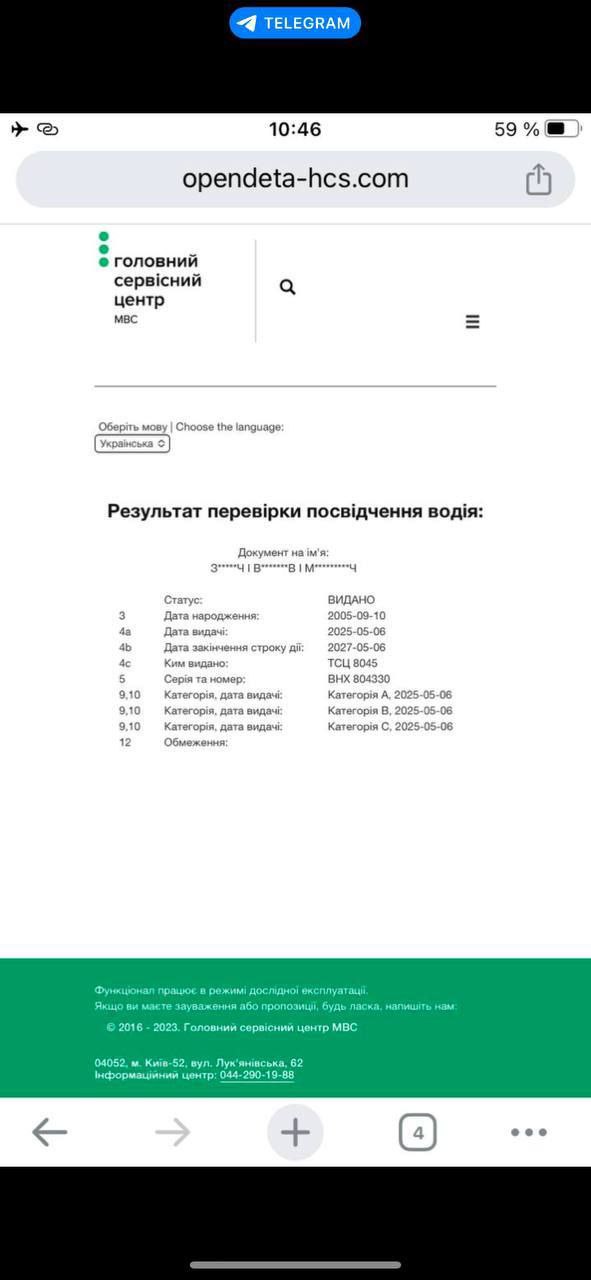 TELEGRAM
10:46
59 %
opendeta-hcs.com
головний
сервісний
центр
МВС
Оберіть мову | Choose the language:
Українська
Результат перевірки посвідчення водія:
Документ на ім'я:
З*****Ч І В*******В І М*********Ч
Статус: ВИДАНО
3 Дата народження: 2005-09-10
4a Дата видачі: 2025-05-06
4b Дата закінчення строку дії: 2027-05-06
4c Ким видано: ТСЦ 8045
5 Серія та номер: ВНХ 804330
9,10 Категорія, дата видачі: Категорія A, 2025-05-06
9,10 Категорія, дата видачі: Категорія B, 2025-05-06
9,10 Категорія, дата видачі: Категорія C, 2025-05-06
12 Обмеження:
Функціонал працює в режимі дослідної експлуатації.
Якщо ви маєте зауваження або пропозиції, будь ласка, напишіть нам:
© 2016 - 2023. Головний сервісний центр МВС
04052, м. Київ-52, вул. Лук'янівська, 62
Інформаційний центр: 044-290-19-88
4